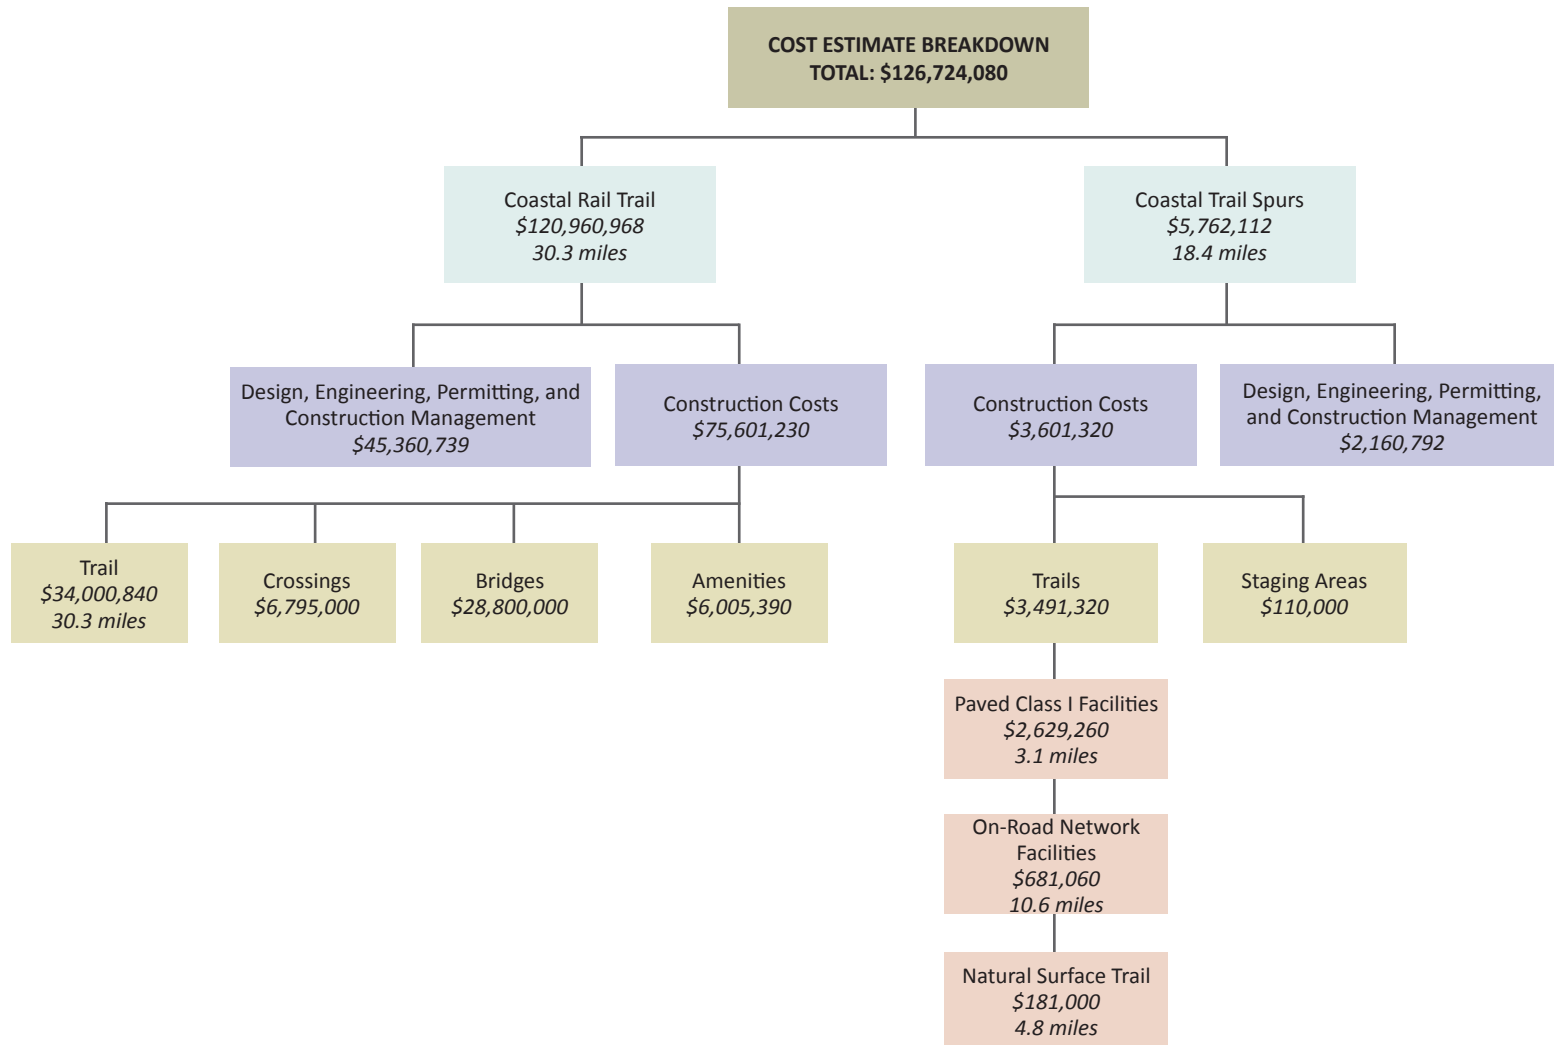 COST ESTIMATE BREAKDOWN
TOTAL: $126,724,080
Coastal Rail Trail
$120,960,968
30.3 miles
Coastal Trail Spurs
$5,762,112
18.4 miles
Design, Engineering, Permitting, and
Construction Management
$45,360,739
Construction Costs
$75,601,230
Construction Costs
$3,601,320
Design, Engineering, Permitting,
and Construction Management
$2,160,792
Trail
$34,000,840
30.3 miles
Crossings
$6,795,000
Bridges
$28,800,000
Amenities
$6,005,390
Trails
$3,491,320
Staging Areas
$110,000
Paved Class I Facilities
$2,629,260
3.1 miles
On-Road Network
Facilities
$681,060
10.6 miles
Natural Surface Trail
$181,000
4.8 miles